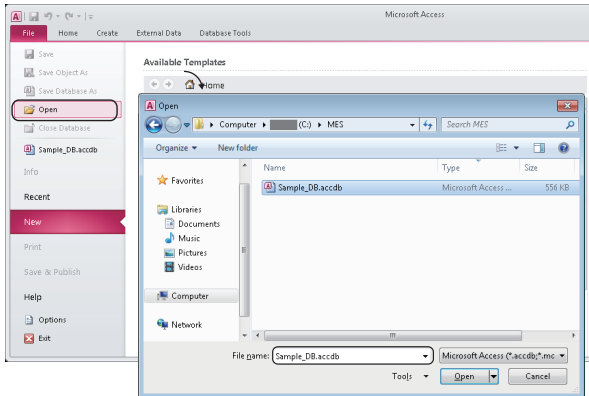 Microsoft Access
File Home Create External Data Database Tools
Save
Save Object As
Save Database As
Open
Close Database
Sample_DB.accdb
Info
Recent
New
Print
Save & Publish
Help
Options
Exit
Available Templates
Home
Open
Computer (C:) MES
Search MES
Organize New folder
Name Type Size
Sample_DB.accdb Microsoft Access ... 556 KB
Favorites
Libraries
Documents
Music
Pictures
Videos
Computer
Network
File name: Sample_DB.accdb Microsoft Access (*.accdb;*.mc
Tools Open Cancel